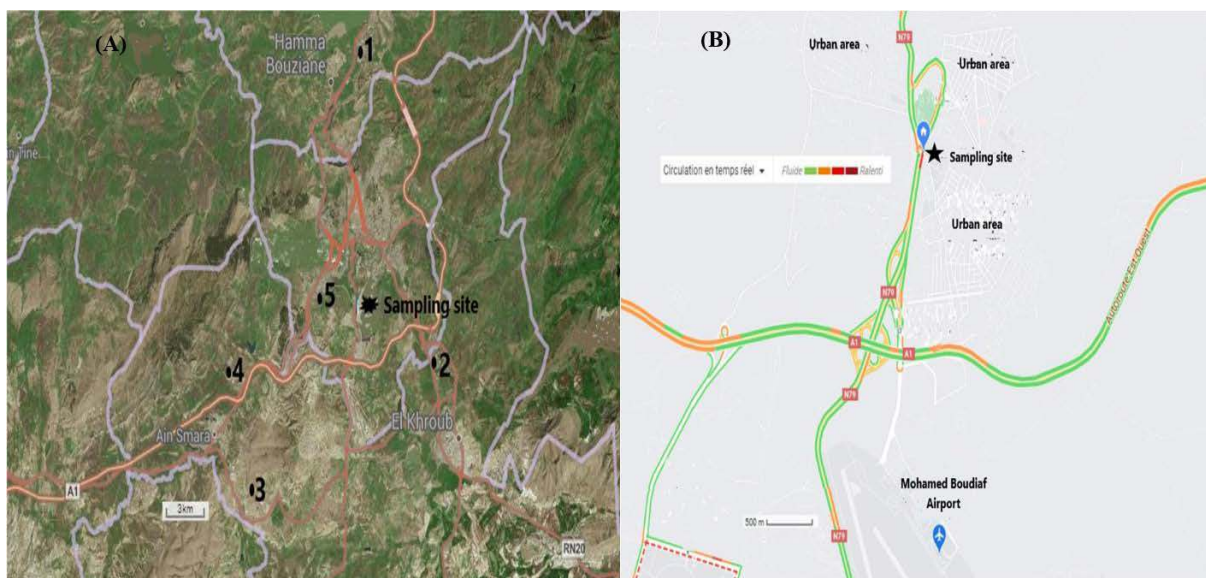 (A)
Hamma
Bouziane
1
5
Sampling site
4
2
Ain Smara
El Khroub
3
A1
3km
RN20
(B)
N79
Urban area
Urban area
Sampling site
Circulation en temps réel
Fluide
Ralenti
Urban area
N79
A1
A1
Autoroute Est-Ouest
N79
Mohamed Boudiaf
Airport
500 m
N79